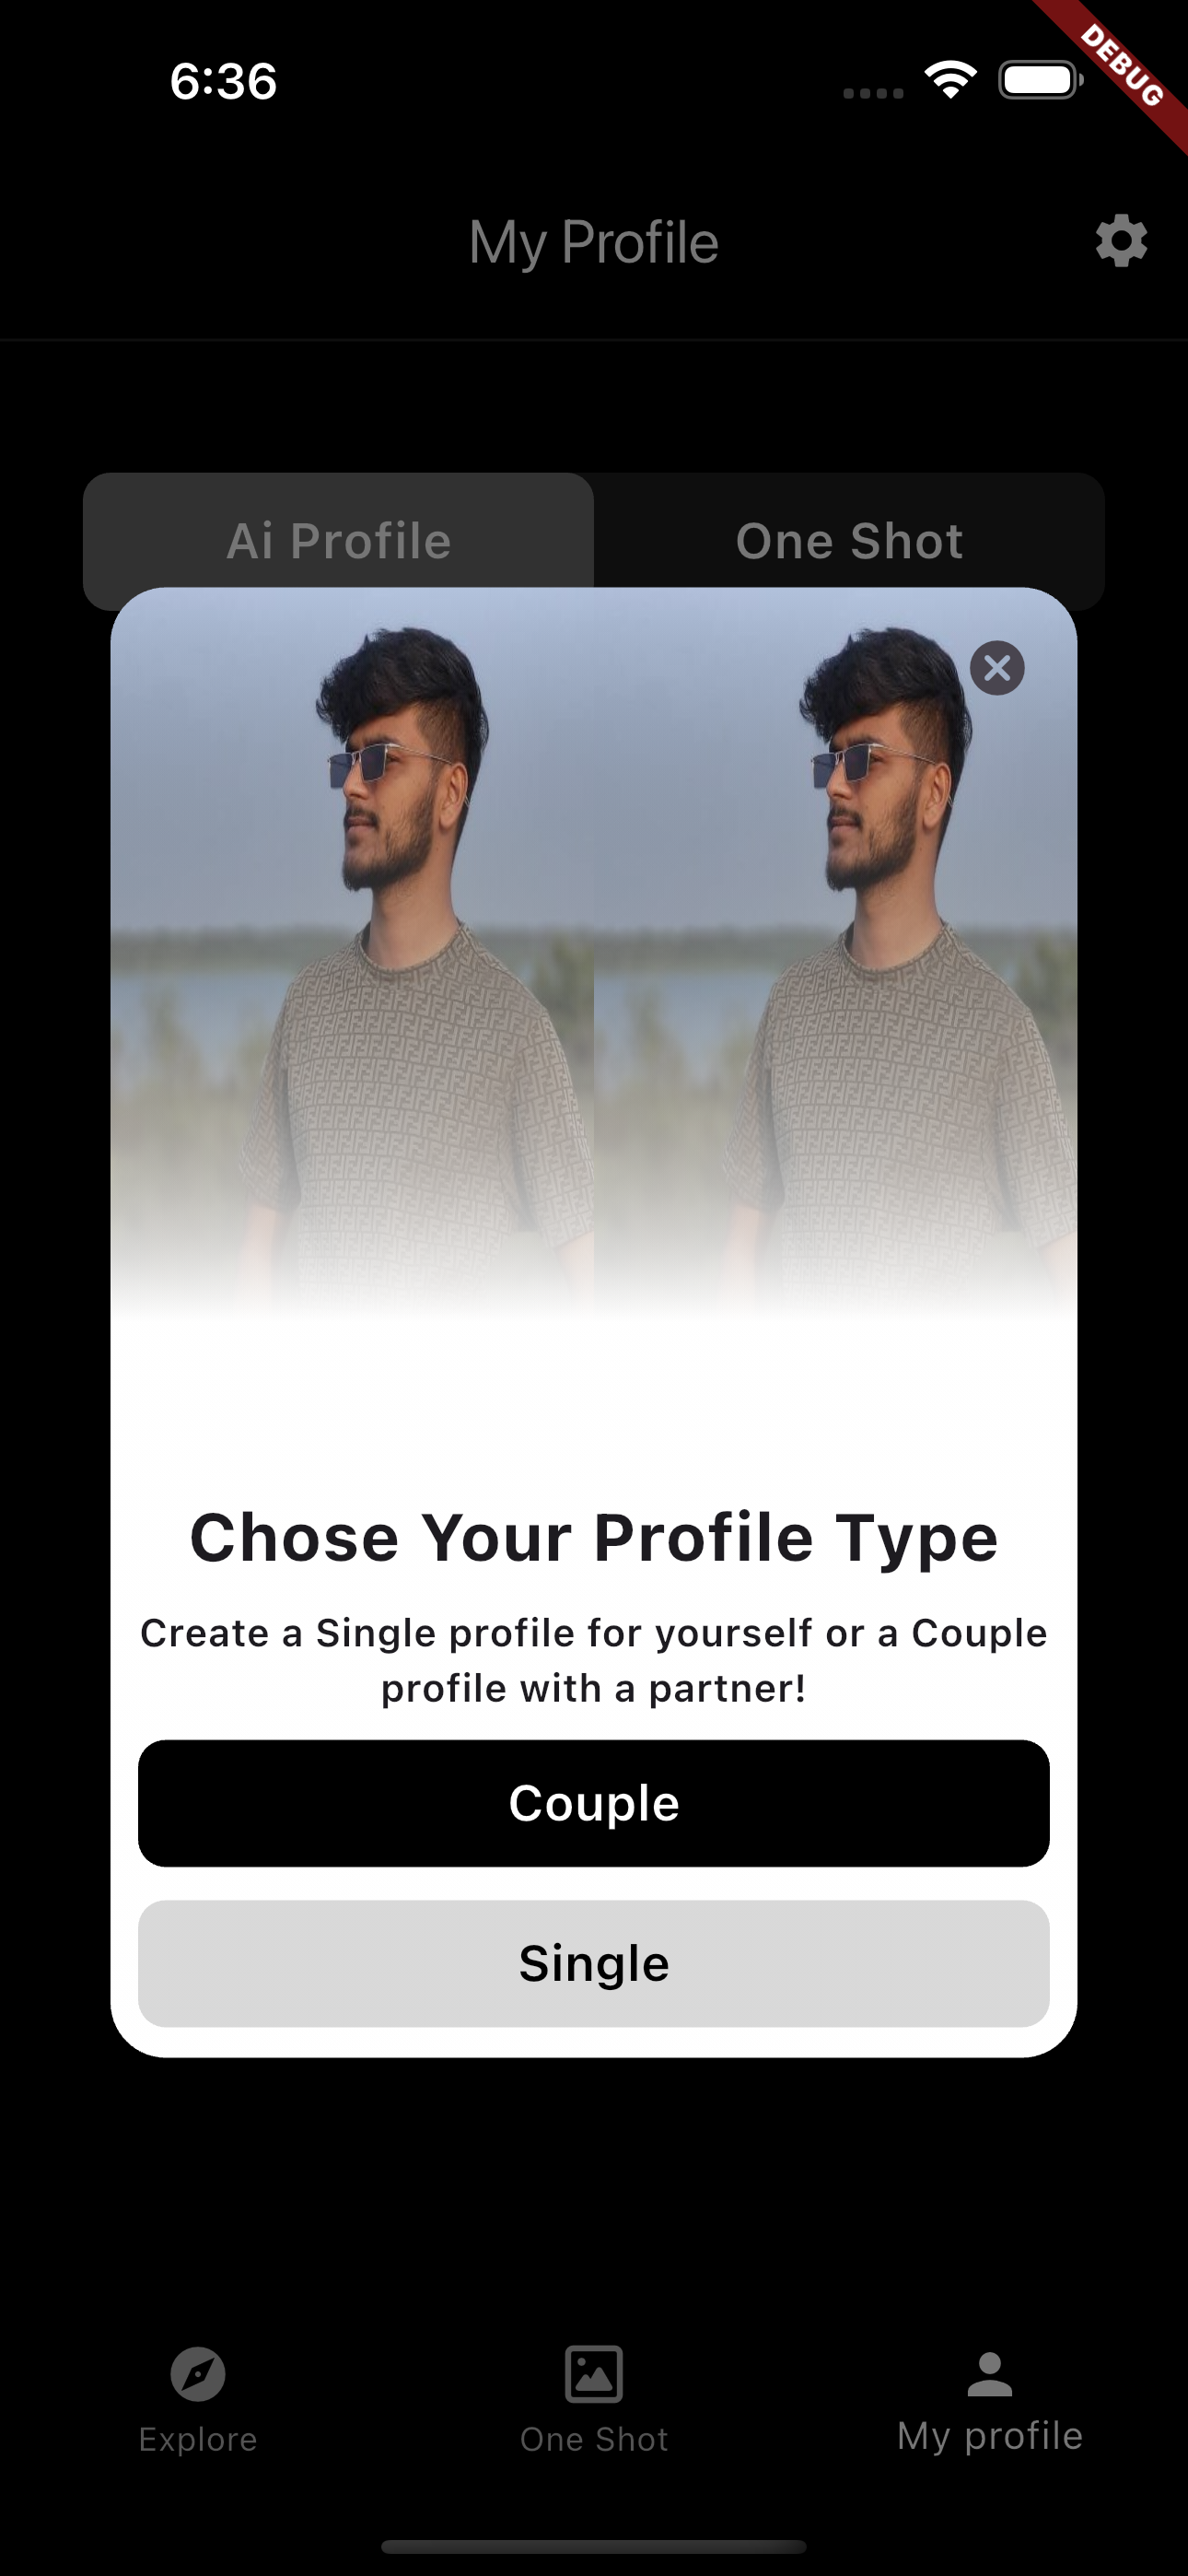 6:36
DEBUG
My Profile
Ai Profile
One Shot
Chose Your Profile Type
Create a Single profile for yourself or a Couple
profile with a partner!
Couple
Single
Explore
One Shot
My profile